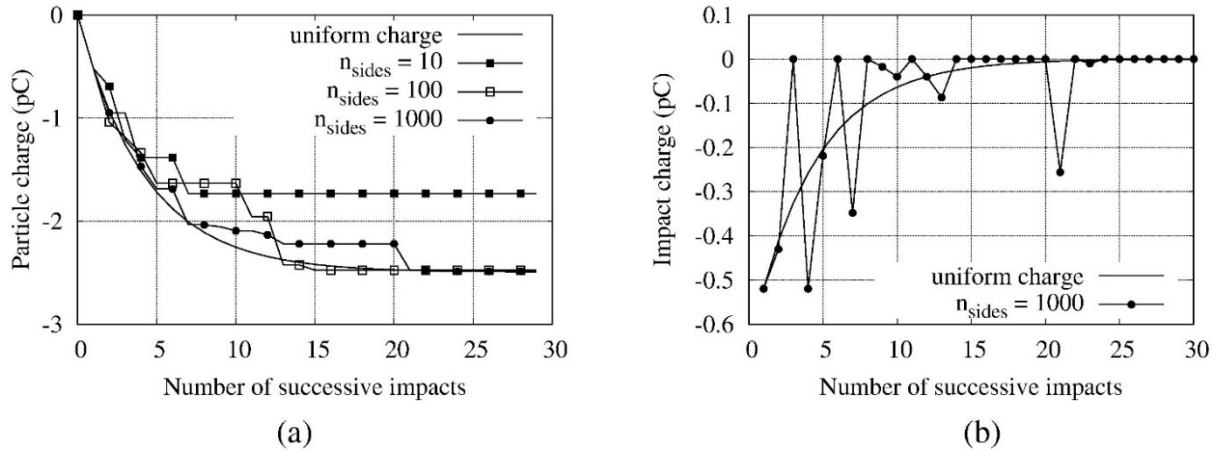 uniform charge
n_sides = 10
n_sides = 100
n_sides = 1000
0
-1
-2
-3
Particle charge (pC)
0 5 10 15 20 25 30
Number of successive impacts
(a)
0.1
0
-0.1
-0.2
-0.3
-0.4
-0.5
-0.6
Impact charge (pC)
uniform charge
n_sides = 1000
0 5 10 15 20 25 30
Number of successive impacts
(b)